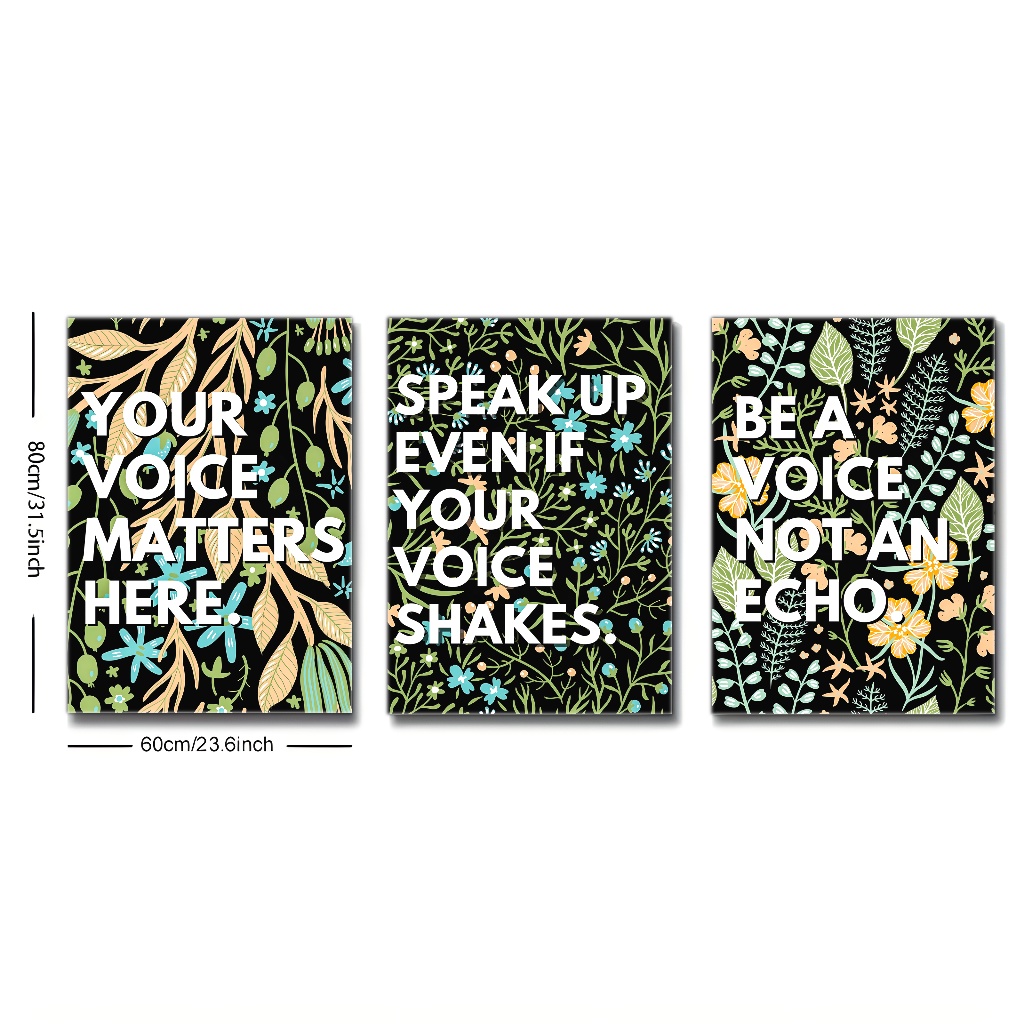 YOUR
VOICE
MATTERS
HERE.
SPEAK UP
EVEN IF
YOUR
VOICE
SHAKES.
BE A
VOICE
NOT AN
ECHO.
80cm/31.5inch
60cm/23.6inch